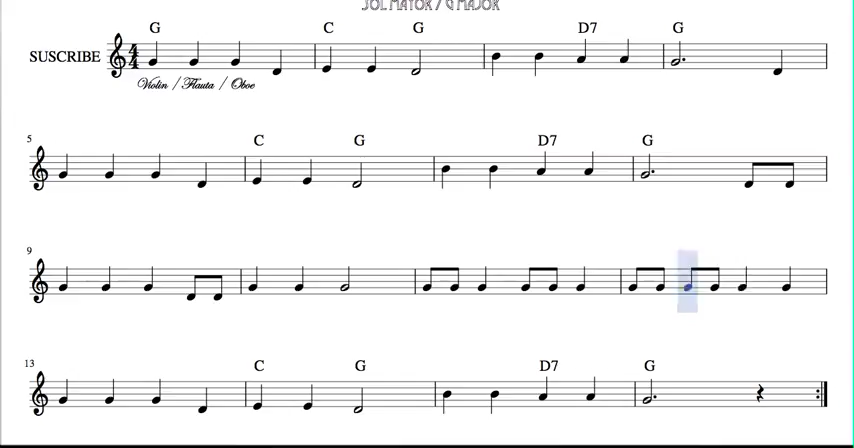 SOL MAYOR / G MAJOR
G C G D7 G
SUSCRIBE
Violin / Flauta / Oboe
5 C G D7 G
9
13 C G D7 G